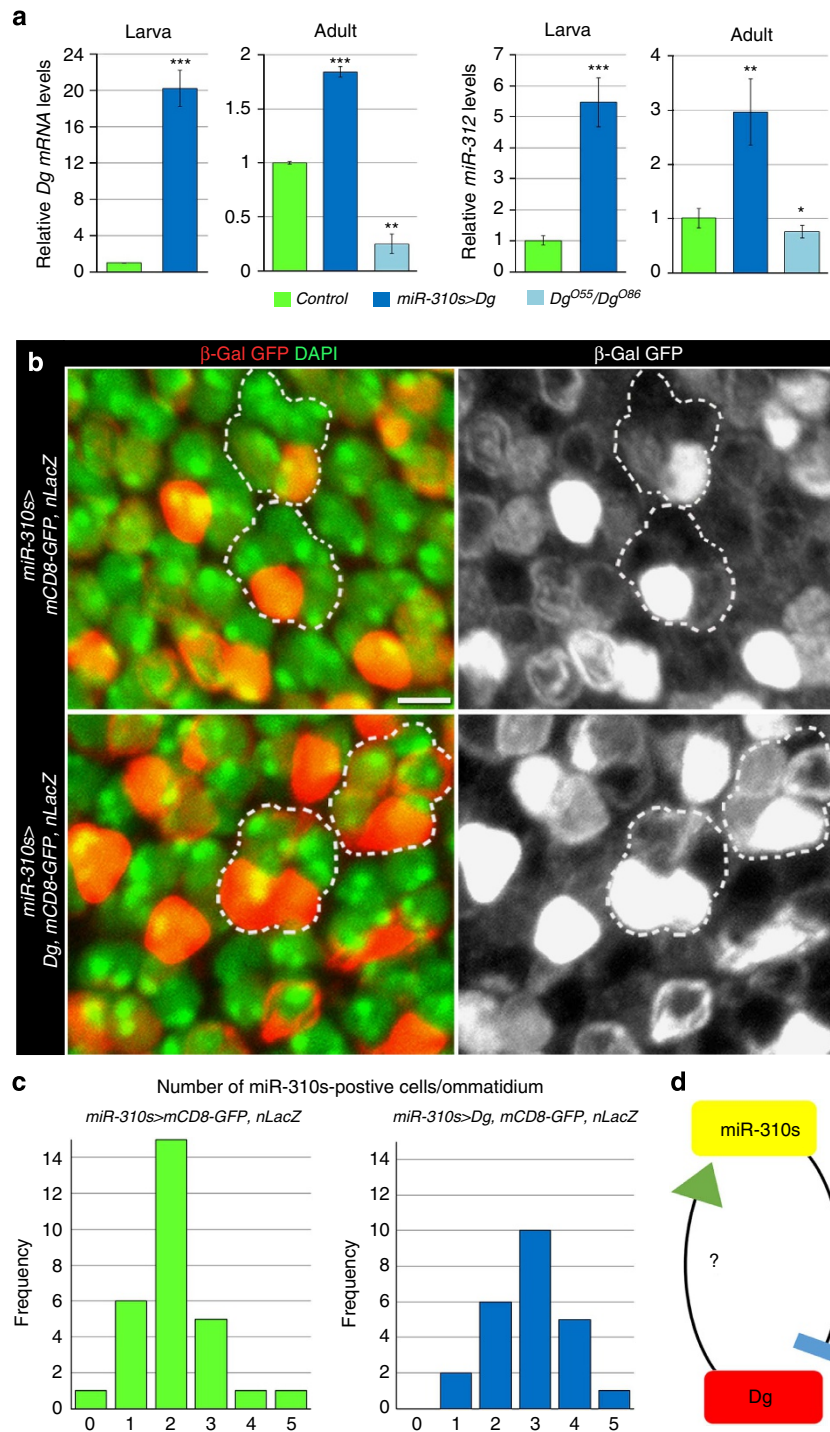 a
Larva
Adult
Larva
Adult
Relative Dg mRNA levels
24
20
16
12
8
4
0
***
2
1.5
1
0.5
0
***
**
Relative miR-312 levels
7
6
5
4
3
2
1
0
***
4
3
2
1
0
**
*
Control
miR-310s>Dg
DgO55/DgO86
b
β-Gal GFP DAPI
β-Gal GFP
miR-310s>
mCD8-GFP, nLacZ
miR-310s>
Dg, mCD8-GFP, nLacZ
c
Number of miR-310s-postive cells/ommatidium
miR-310s>mCD8-GFP, nLacZ
miR-310s>Dg, mCD8-GFP, nLacZ
Frequency
14
12
10
8
6
4
2
0
0 1 2 3 4 5
Frequency
14
12
10
8
6
4
2
0
0 1 2 3 4 5
d
miR-310s
?
Dg